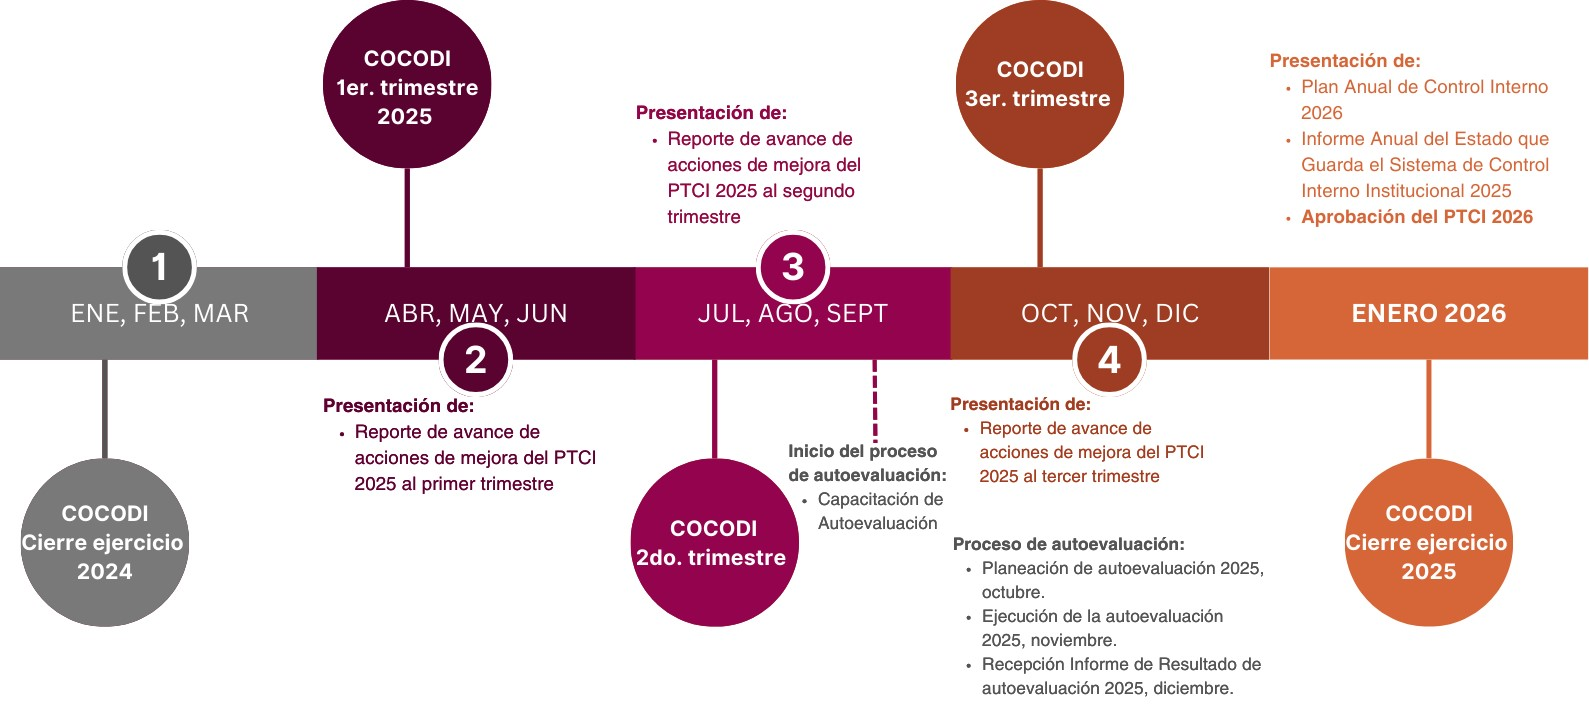 COCODI
1er. trimestre
2025
COCODI
3er. trimestre
Presentación de:
• Reporte de avance de
acciones de mejora del
PTCI 2025 al segundo
trimestre
Presentación de:
• Plan Anual de Control Interno
2026
• Informe Anual del Estado que
Guarda el Sistema de Control
Interno Institucional 2025
• Aprobación del PTCI 2026
1
ENE, FEB, MAR
ABR, MAY, JUN
2
3
JUL, AGO, SEPT
OCT, NOV, DIC
4
ENERO 2026
COCODI
Cierre ejercicio
2024
Presentación de:
• Reporte de avance de
acciones de mejora del PTCI
2025 al primer trimestre
COCODI
2do. trimestre
Inicio del proceso
de autoevaluación:
• Capacitación de
Autoevaluación
Presentación de:
• Reporte de avance de
acciones de mejora del PTCI
2025 al tercer trimestre
Proceso de autoevaluación:
• Planeación de autoevaluación 2025,
octubre.
• Ejecución de la autoevaluación
2025, noviembre.
• Recepción Informe de Resultado de
autoevaluación 2025, diciembre.
COCODI
Cierre ejercicio
2025